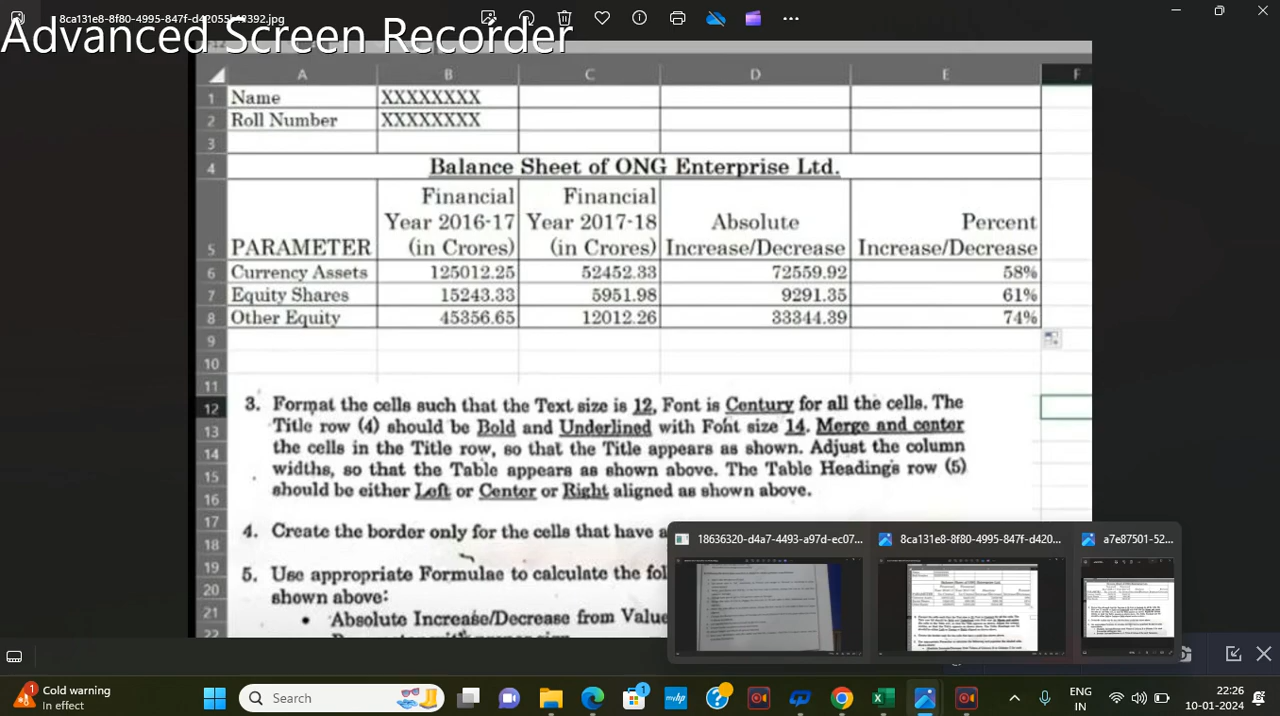 8ca131e8-8f80-4995-847f-d42055b49392.jpg
Advanced Screen Recorder
A B C D E F
1 Name XXXXXXXX
2 Roll Number XXXXXXXX
3
4 Balance Sheet of ONG Enterprise Ltd.
Financial Financial
Year 2016-17 Year 2017-18 Absolute Percent
5 PARAMETER (in Crores) (in Crores) Increase/Decrease Increase/Decrease
6 Currency Assets 125012.25 52452.33 72559.92 58%
7 Equity Shares 15243.33 5951.98 9291.35 61%
8 Other Equity 45356.65 12012.26 33344.39 74%
9
10
11
12 3. Format the cells such that the Text size is 12, Font is Century for all the cells. The
13 Title row (4) should be Bold and Underlined with Font size 14. Merge and center
14 the cells in the Title row, so that the Title appears as shown. Adjust the column
15 widths, so that the Table appears as shown above. The Table Headings row (5)
16 should be either Left or Center or Right aligned as shown above.
17
18 4. Create the border only for the cells that have a
18636320-d4a7-4493-a97d-ec07... 8ca131e8-8f80-4995-847f-d420... a7e87501-52...
19 5. Use appropriate Formulae to calculate the fol
20 shown above:
21 • Absolute Increase/Decrease from Valu
22
1 Cold warning
In effect
Search
1
myhp
ENG
IN
22:26
10-01-2024